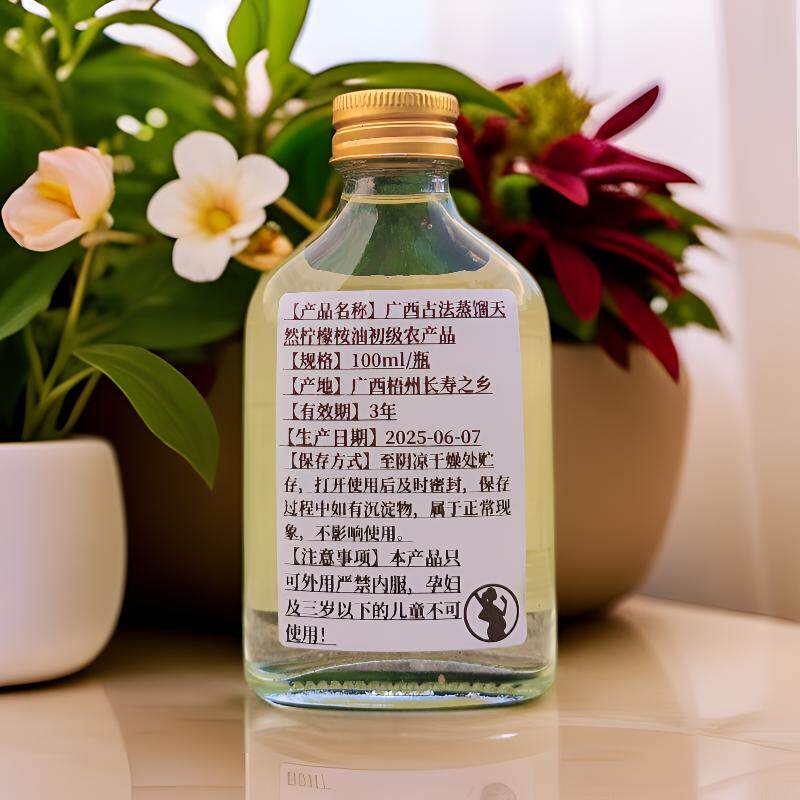 【产品名称】广西古法蒸馏天
然柠檬桉油初级农产品
【规格】100ml/瓶
【产地】广西梧州长寿之乡
【有效期】3年
【生产日期】2025-06-07
【保存方式】至阴凉干燥处贮
存，打开使用后及时密封，保存
过程中如有沉淀物，属于正常现
象，不影响使用。
【注意事项】本产品只
可外用严禁内服，孕妇
及三岁以下的儿童不可
使用！